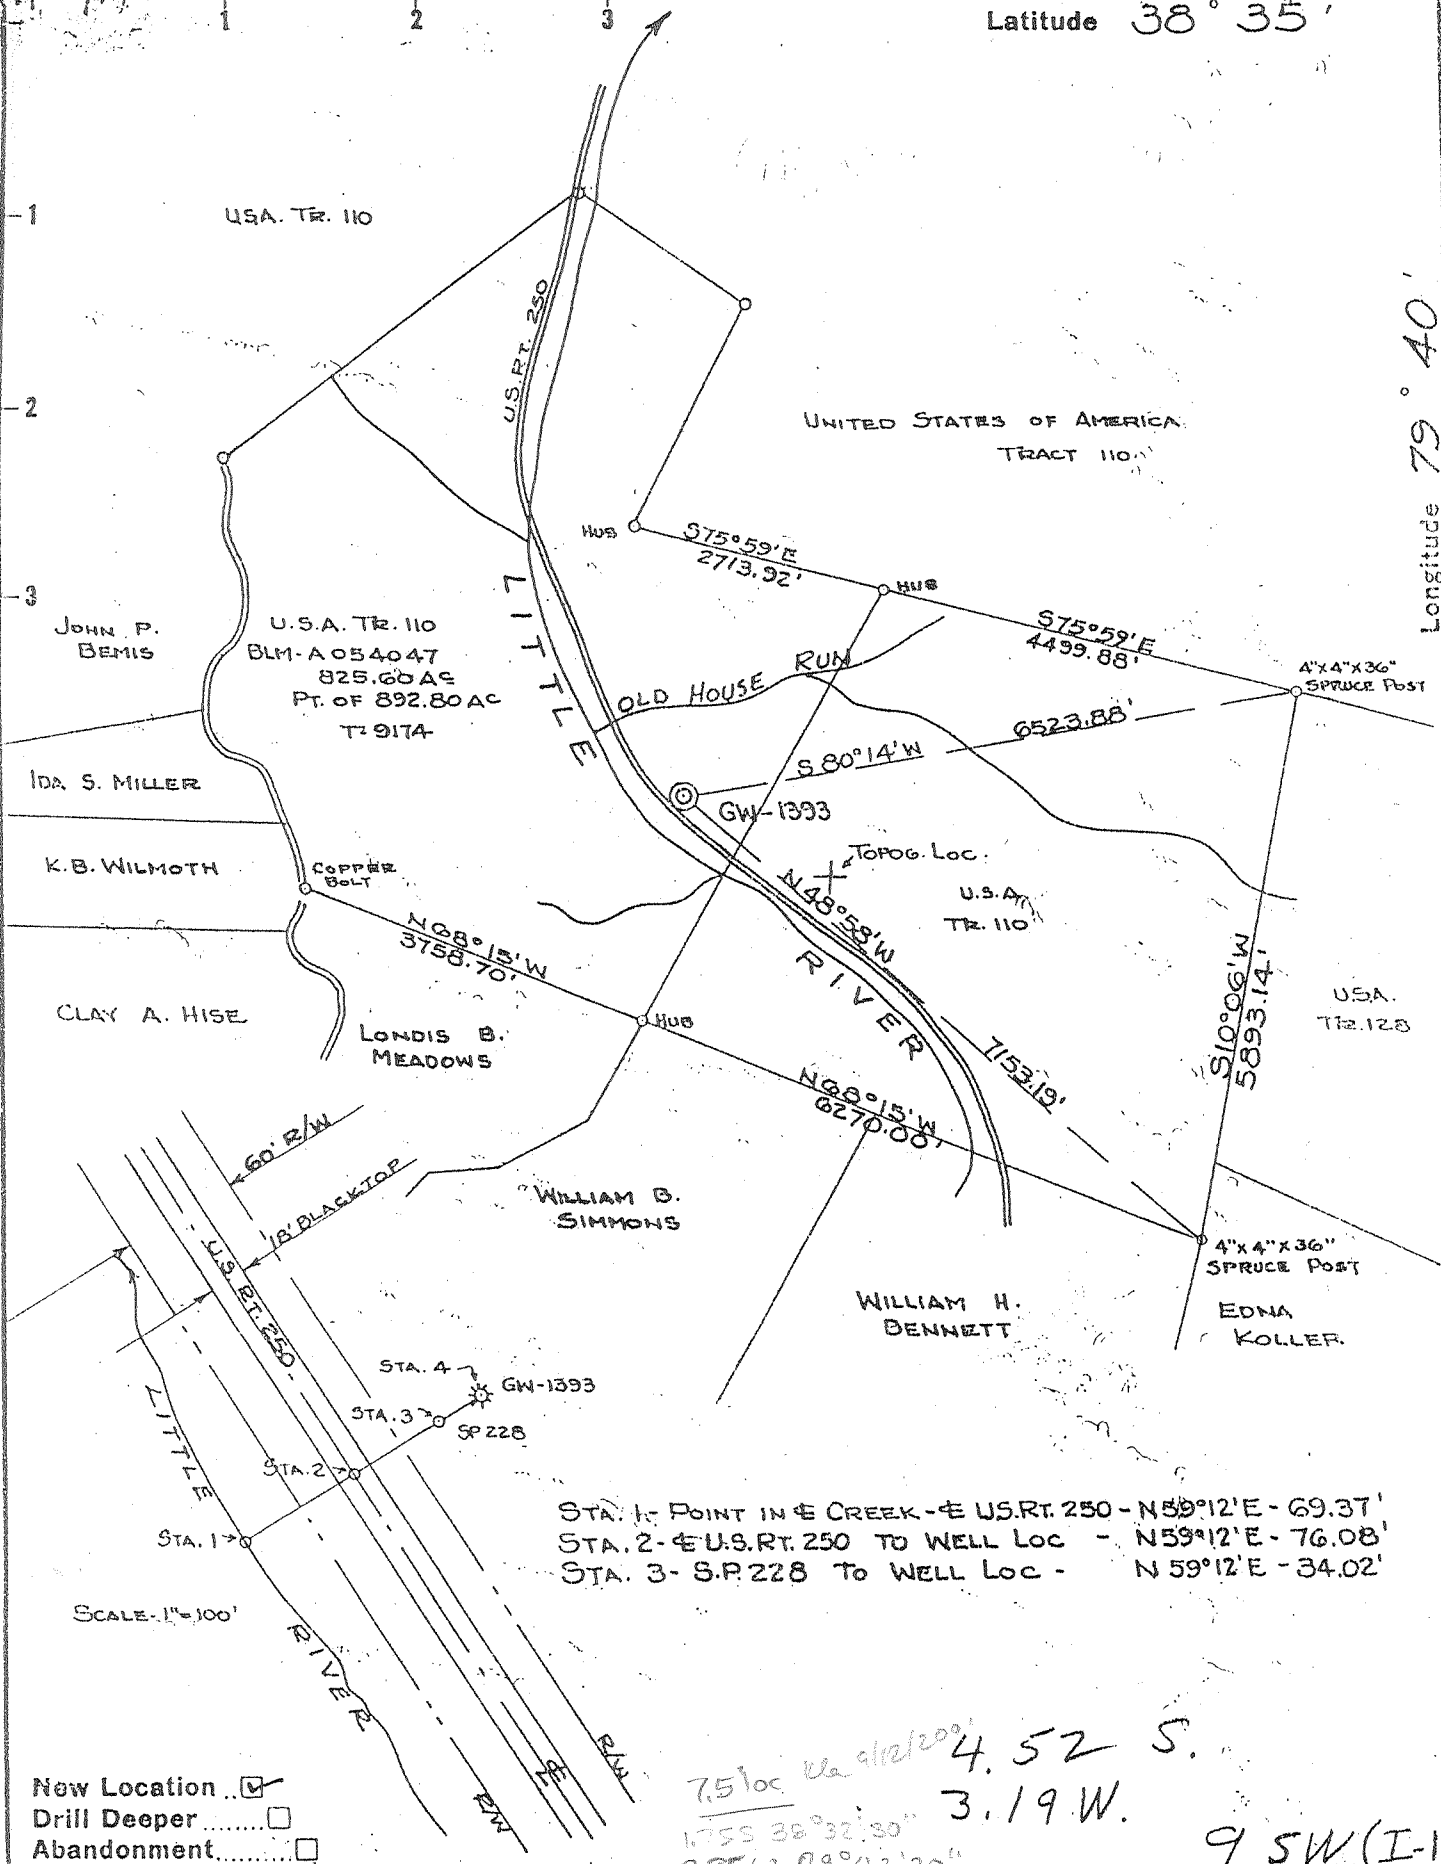 1 2 3
Latitude 38° 35'
-1
USA. TR. 110
U.S.RT. 250
Longitude 79° 40'
-2
UNITED STATES OF AMERICA
TRACT 110
HUB
S75°59'E
2713.92'
HUB
-3
S75°59'E
4499.88'
4"x4"x36"
SPRUCE POST
JOHN P.
BEMIS
U.S.A. TR. 110
BLM-A 054047
825.60 AC
PT. OF 892.80 AC
T-9174
LITTLE
OLD HOUSE RUN
6523.88'
S 80°14'W
IDA S. MILLER
GW-1393
TOPOG. LOC.
K.B. WILMOTH
COPPER
BOLT
N48°53'W
U.S.A.
TR. 110
N68°15'W
3758.70'
RIVER
S10°06'W
5893.14'
U.S.A.
TR.128
CLAY A. HISE
LONDIS B.
MEADOWS
HUB
7153.19'
N68°15'W
6270.00'
60' R/W
18' BLACKTOP
WILLIAM B.
SIMMONS
4"x4"x36"
SPRUCE POST
U.S. RT. 250
WILLIAM H.
BENNETT
EDNA
KOLLER.
STA. 4
GW-1393
LITTLE
STA. 3
SP 228
STA. 2
STA. 1
STA. 1- POINT IN ℄ CREEK-℄ U.S.RT. 250 - N59°12'E - 69.37'
STA. 2- ℄ U.S.RT. 250 TO WELL LOC - N59°12'E - 76.08'
STA. 3- S.P. 228 TO WELL LOC - N 59°12'E - 34.02'
SCALE-1"=100'
RIVER
R/W
℄
R/W
4.52 S.
7.5' loc
3.19 W.
New Location ..☑
Drill Deeper ........☐
1.75S 38°32'30"
Abandonment.........☐
9 SW (I-1